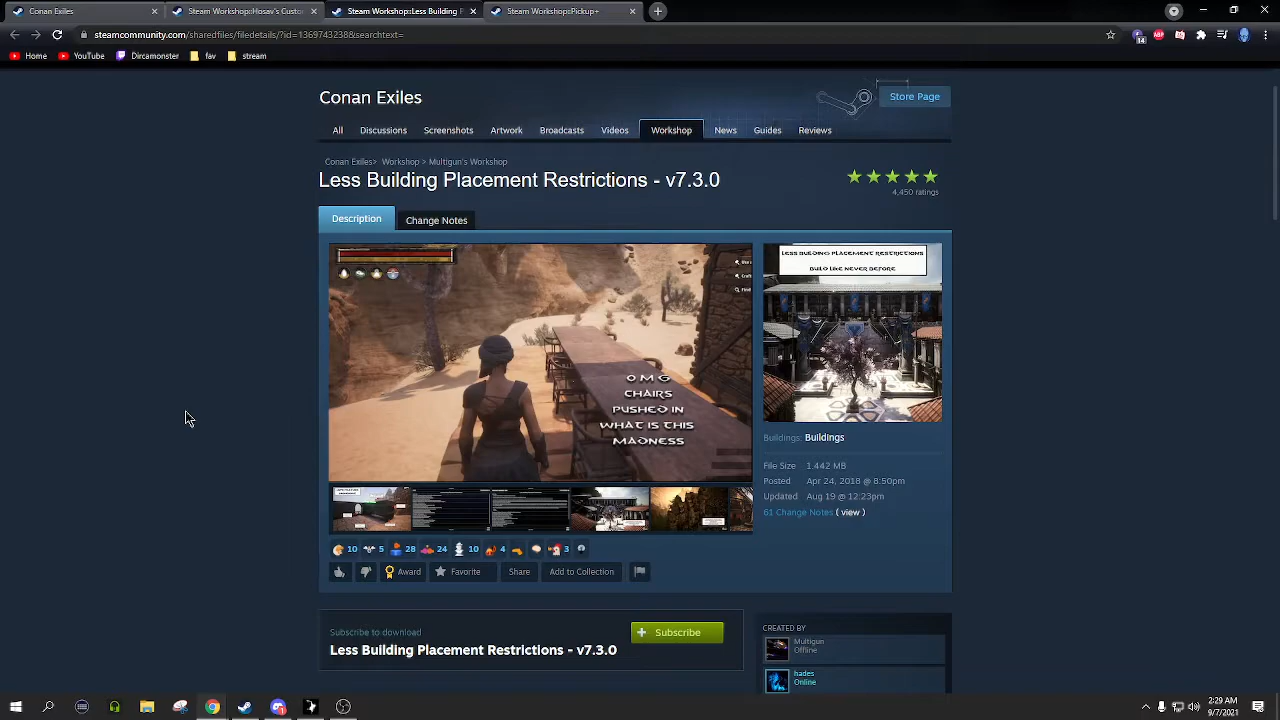 Conan Exiles
Steam Workshop::Hosav's Custo
Steam Workshop::Less Building P
Steam Workshop::Pickup+
steamcommunity.com/sharedfiles/filedetails/?id=1369743238&searchtext=
Home
YouTube
Dircamonster
fav
stream
Conan Exiles
Store Page
All
Discussions
Screenshots
Artwork
Broadcasts
Videos
Workshop
News
Guides
Reviews
Conan Exiles> Workshop > Multigun's Workshop
Less Building Placement Restrictions - v7.3.0
4,450 ratings
Description
Change Notes
O M G
CHAIRS
PUSHED IN
WHAT IS THIS
MADNESS
LESS BUILDING PLACEMENT RESTRICTIONS
BUILD LIKE NEVER BEFORE
Buildings: Buildings
File Size 1.442 MB
Posted Apr 24, 2018 @ 8:50pm
Updated Aug 19 @ 12:23pm
61 Change Notes ( view )
10
5
28
24
10
4
3
Award
Favorite
Share
Add to Collection
Subscribe to download
Less Building Placement Restrictions - v7.3.0
Subscribe
CREATED BY
Multigun
Offline
hades
Online
2:29 AM
9/7/2021